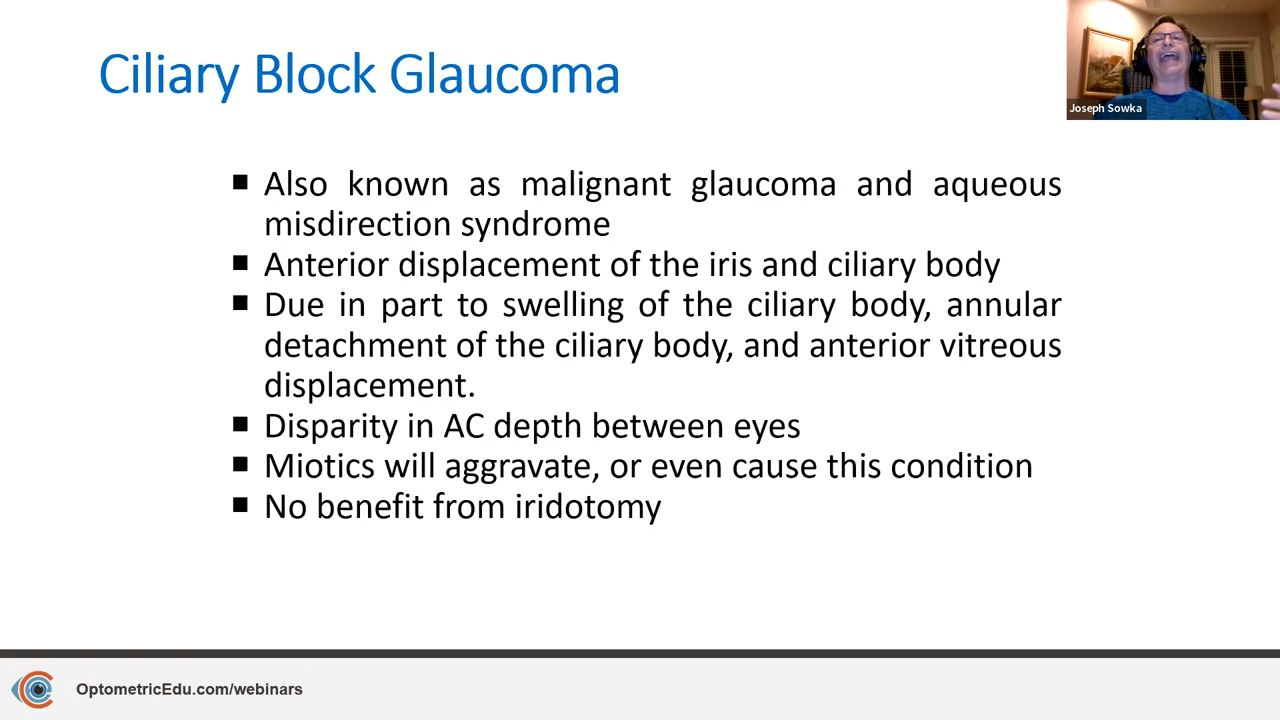 Ciliary Block Glaucoma
Joseph Sowka
■ Also known as malignant glaucoma and aqueous
misdirection syndrome
■ Anterior displacement of the iris and ciliary body
■ Due in part to swelling of the ciliary body, annular
detachment of the ciliary body, and anterior vitreous
displacement.
■ Disparity in AC depth between eyes
■ Miotics will aggravate, or even cause this condition
■ No benefit from iridotomy
OptometricEdu.com/webinars